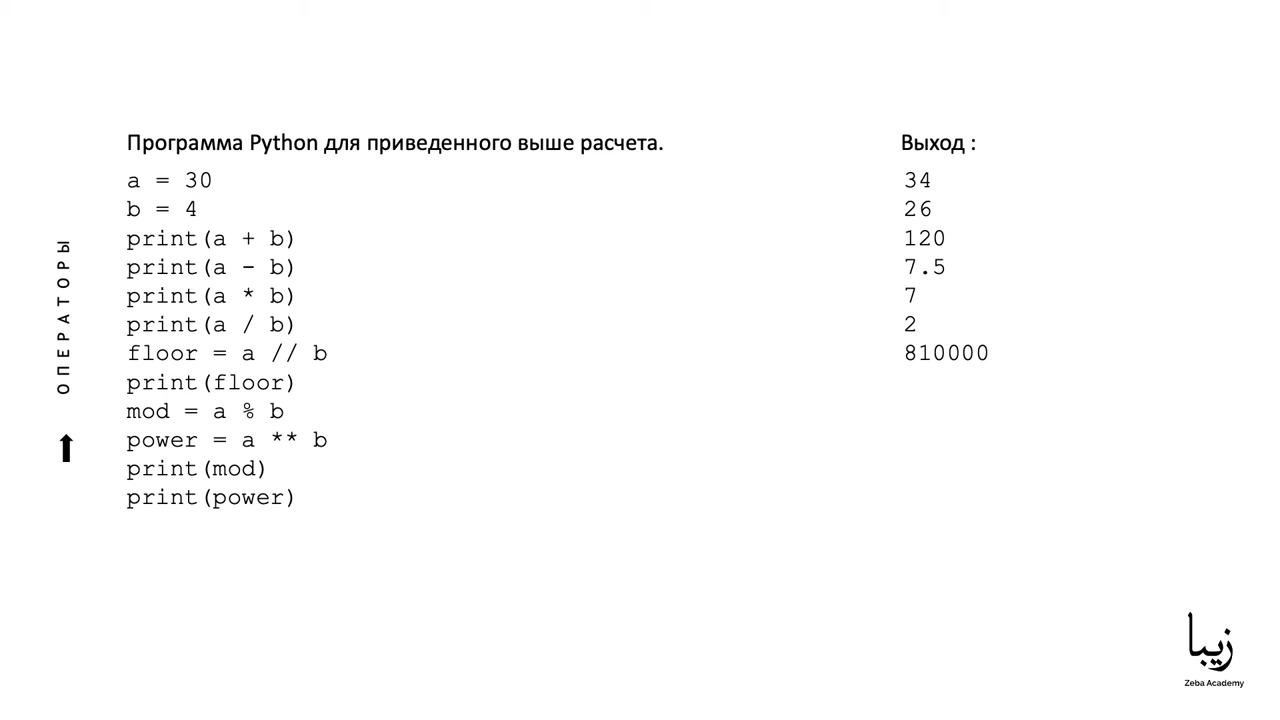 Программа Python для приведенного выше расчета.
a = 30
b = 4
print(a + b)
print(a - b)
print(a * b)
print(a / b)
floor = a // b
print(floor)
mod = a % b
power = a ** b
print(mod)
print(power)
Выход :
34
26
120
7.5
7
2
810000
ОПЕРАТОРЫ
زيبا
Zeba Academy